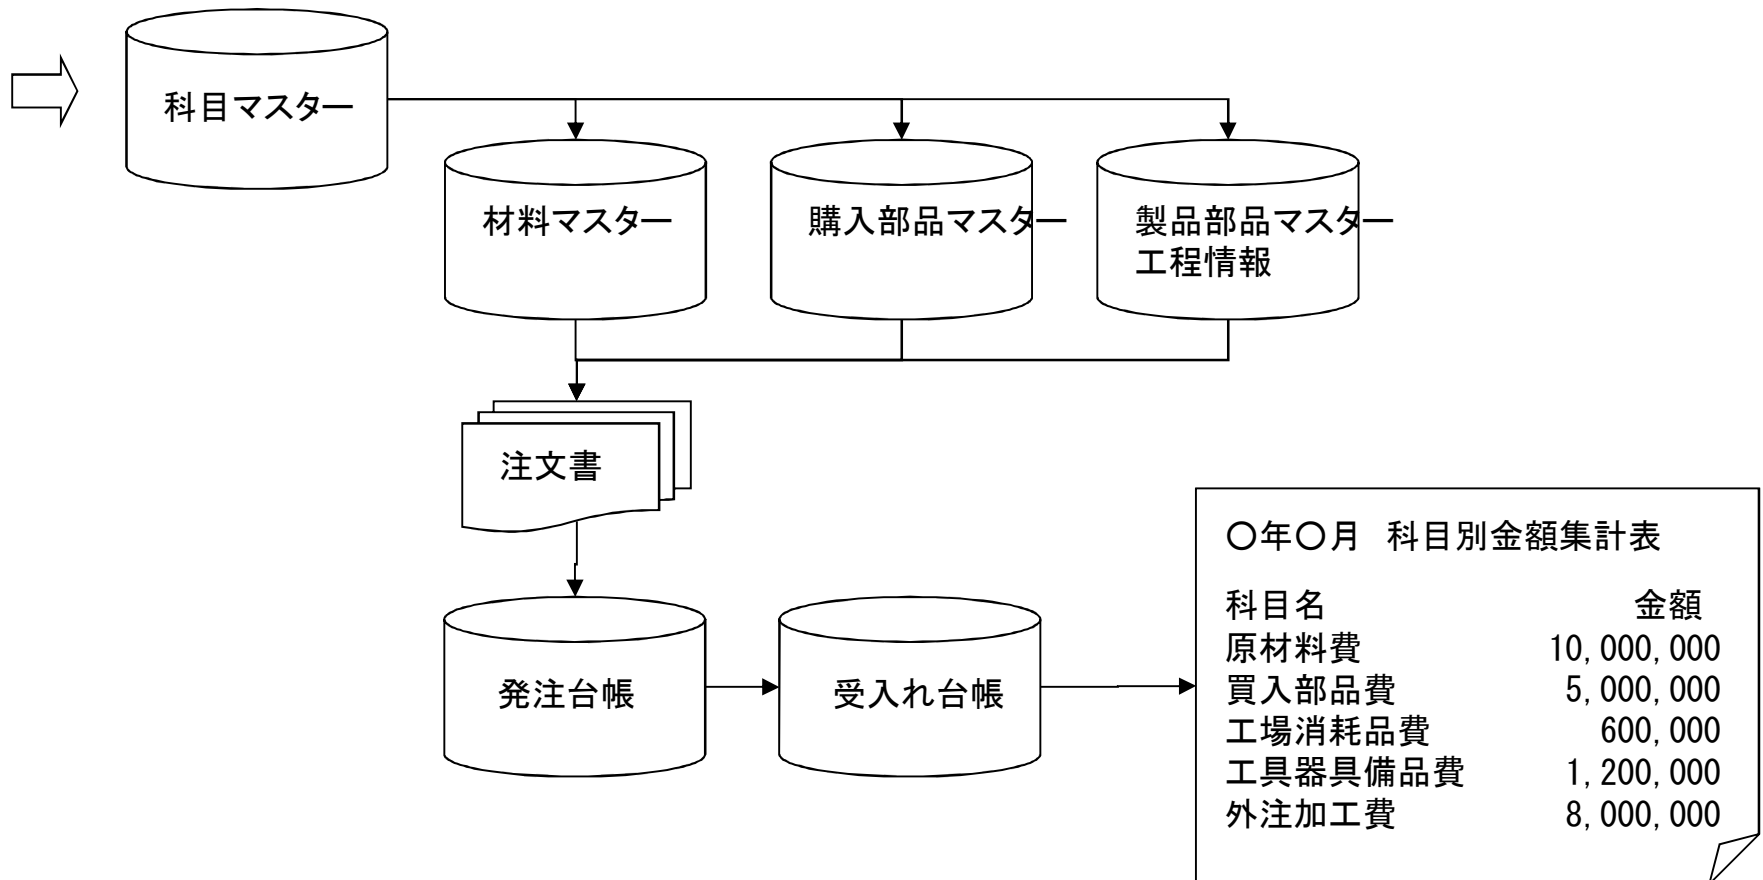 科目マスター
材料マスター
購入部品マスター
製品部品マスター
工程情報
注文書
発注台帳
受入れ台帳
〇年〇月 科目別金額集計表
科目名 金額
原材料費 10,000,000
買入部品費 5,000,000
工場消耗品費 600,000
工具器具備品費 1,200,000
外注加工費 8,000,000